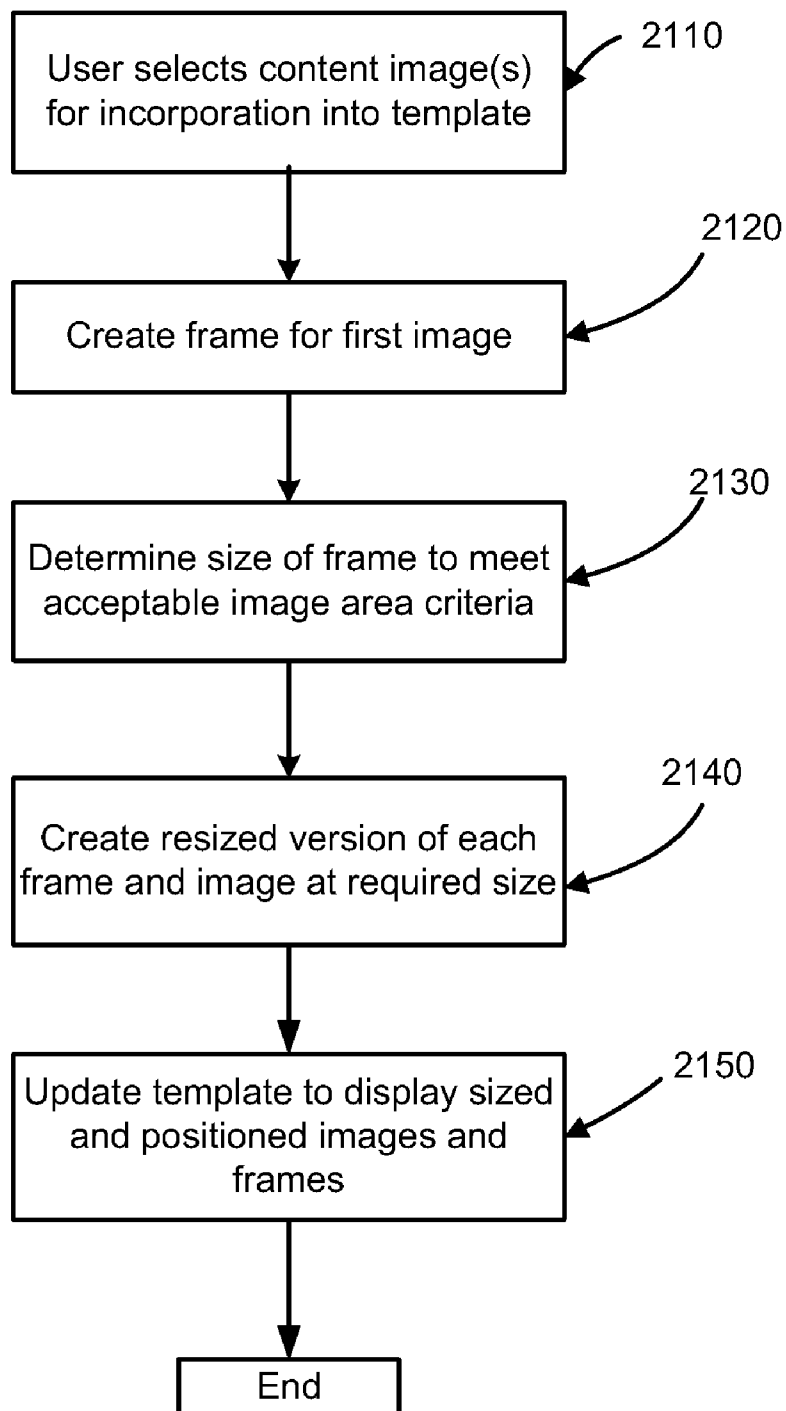 User selects content image(s)
for incorporation into template
2110
2120
Create frame for first image
2130
Determine size of frame to meet
acceptable image area criteria
2140
Create resized version of each
frame and image at required size
2150
Update template to display sized
and positioned images and
frames
End